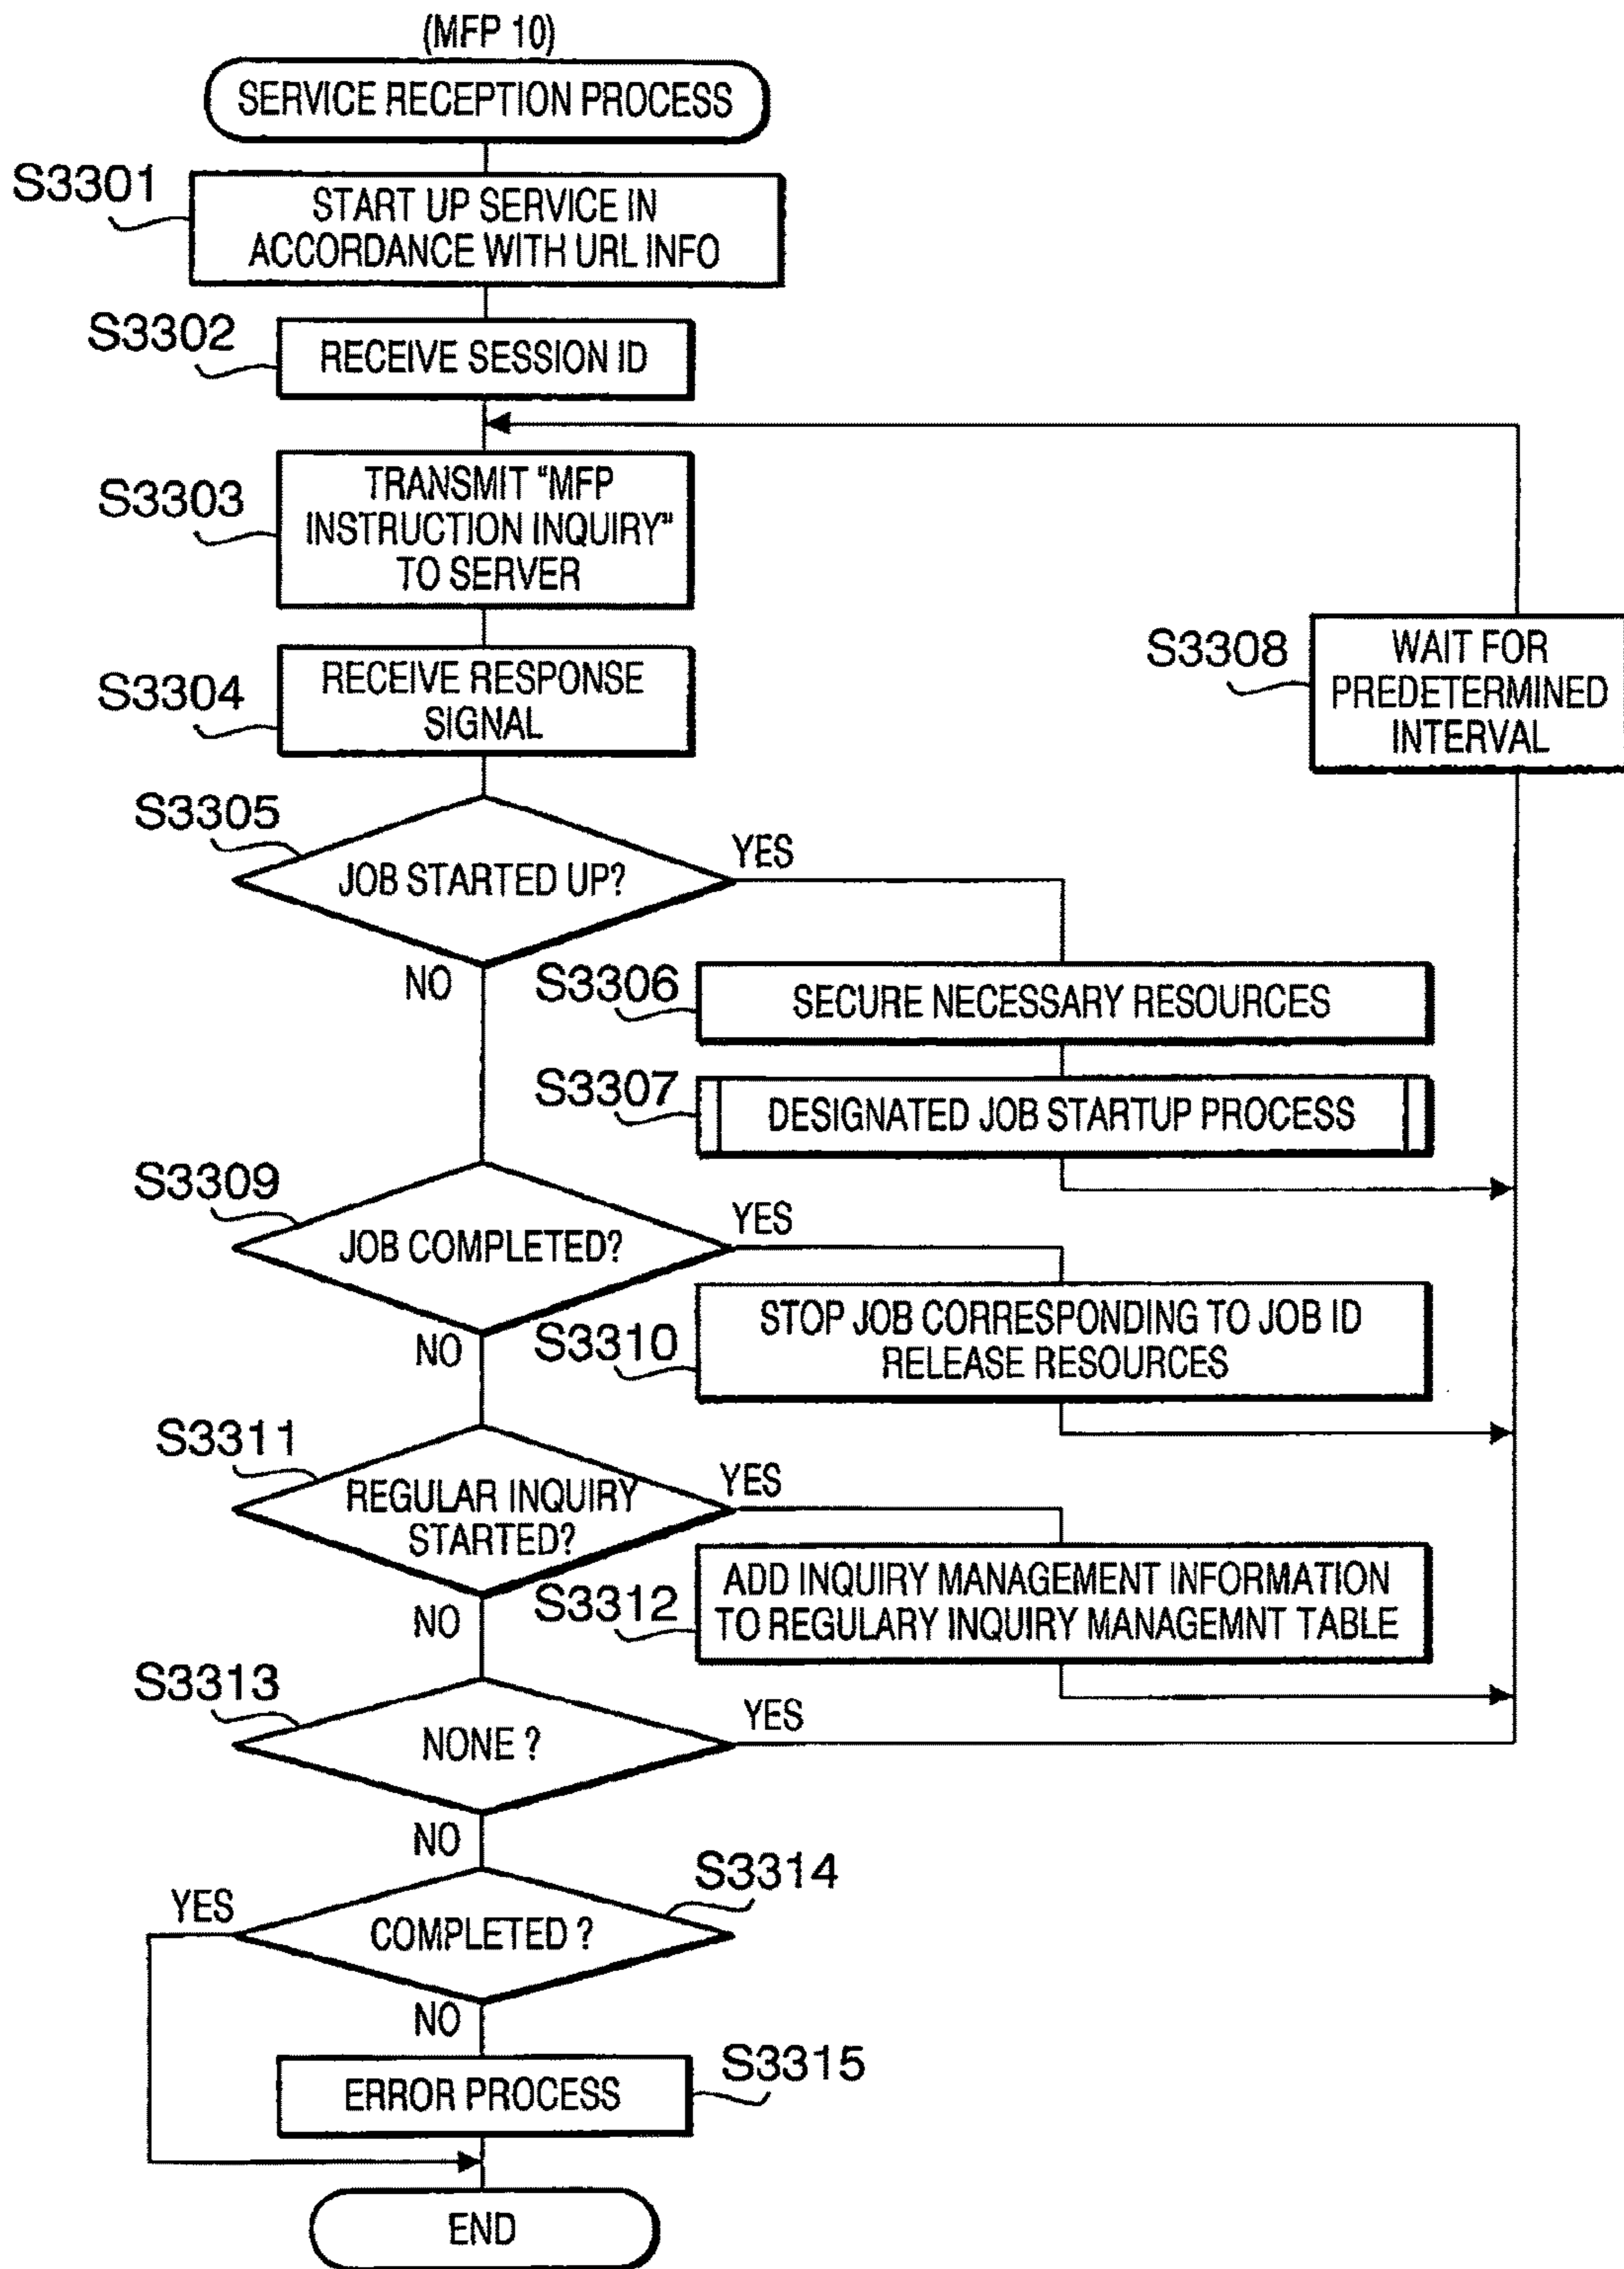 (MFP 10)
SERVICE RECEPTION PROCESS
S3301
START UP SERVICE IN
ACCORDANCE WITH URL INFO
S3302
RECEIVE SESSION ID
S3303
TRANSMIT "MFP
INSTRUCTION INQUIRY"
TO SERVER
S3304
RECEIVE RESPONSE
SIGNAL
S3308
WAIT FOR
PREDETERMINED
INTERVAL
S3305
JOB STARTED UP?
YES
NO
S3306
SECURE NECESSARY RESOURCES
S3307
DESIGNATED JOB STARTUP PROCESS
S3309
JOB COMPLETED?
YES
NO
S3310
STOP JOB CORRESPONDING TO JOB ID
RELEASE RESOURCES
S3311
REGULAR INQUIRY
STARTED?
YES
NO
S3312
ADD INQUIRY MANAGEMENT INFORMATION
TO REGULARY INQUIRY MANAGEMNT TABLE
S3313
NONE ?
YES
NO
S3314
COMPLETED ?
YES
NO
S3315
ERROR PROCESS
END